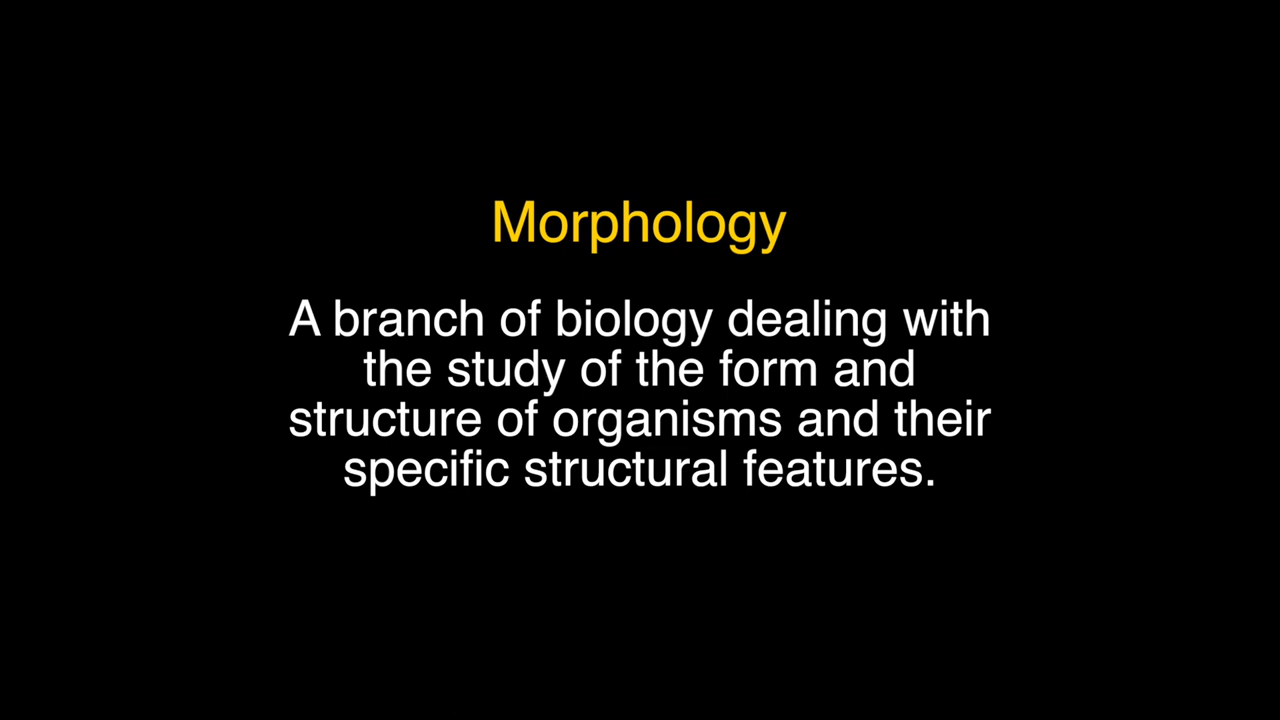 Morphology
A branch of biology dealing with
the study of the form and
structure of organisms and their
specific structural features.